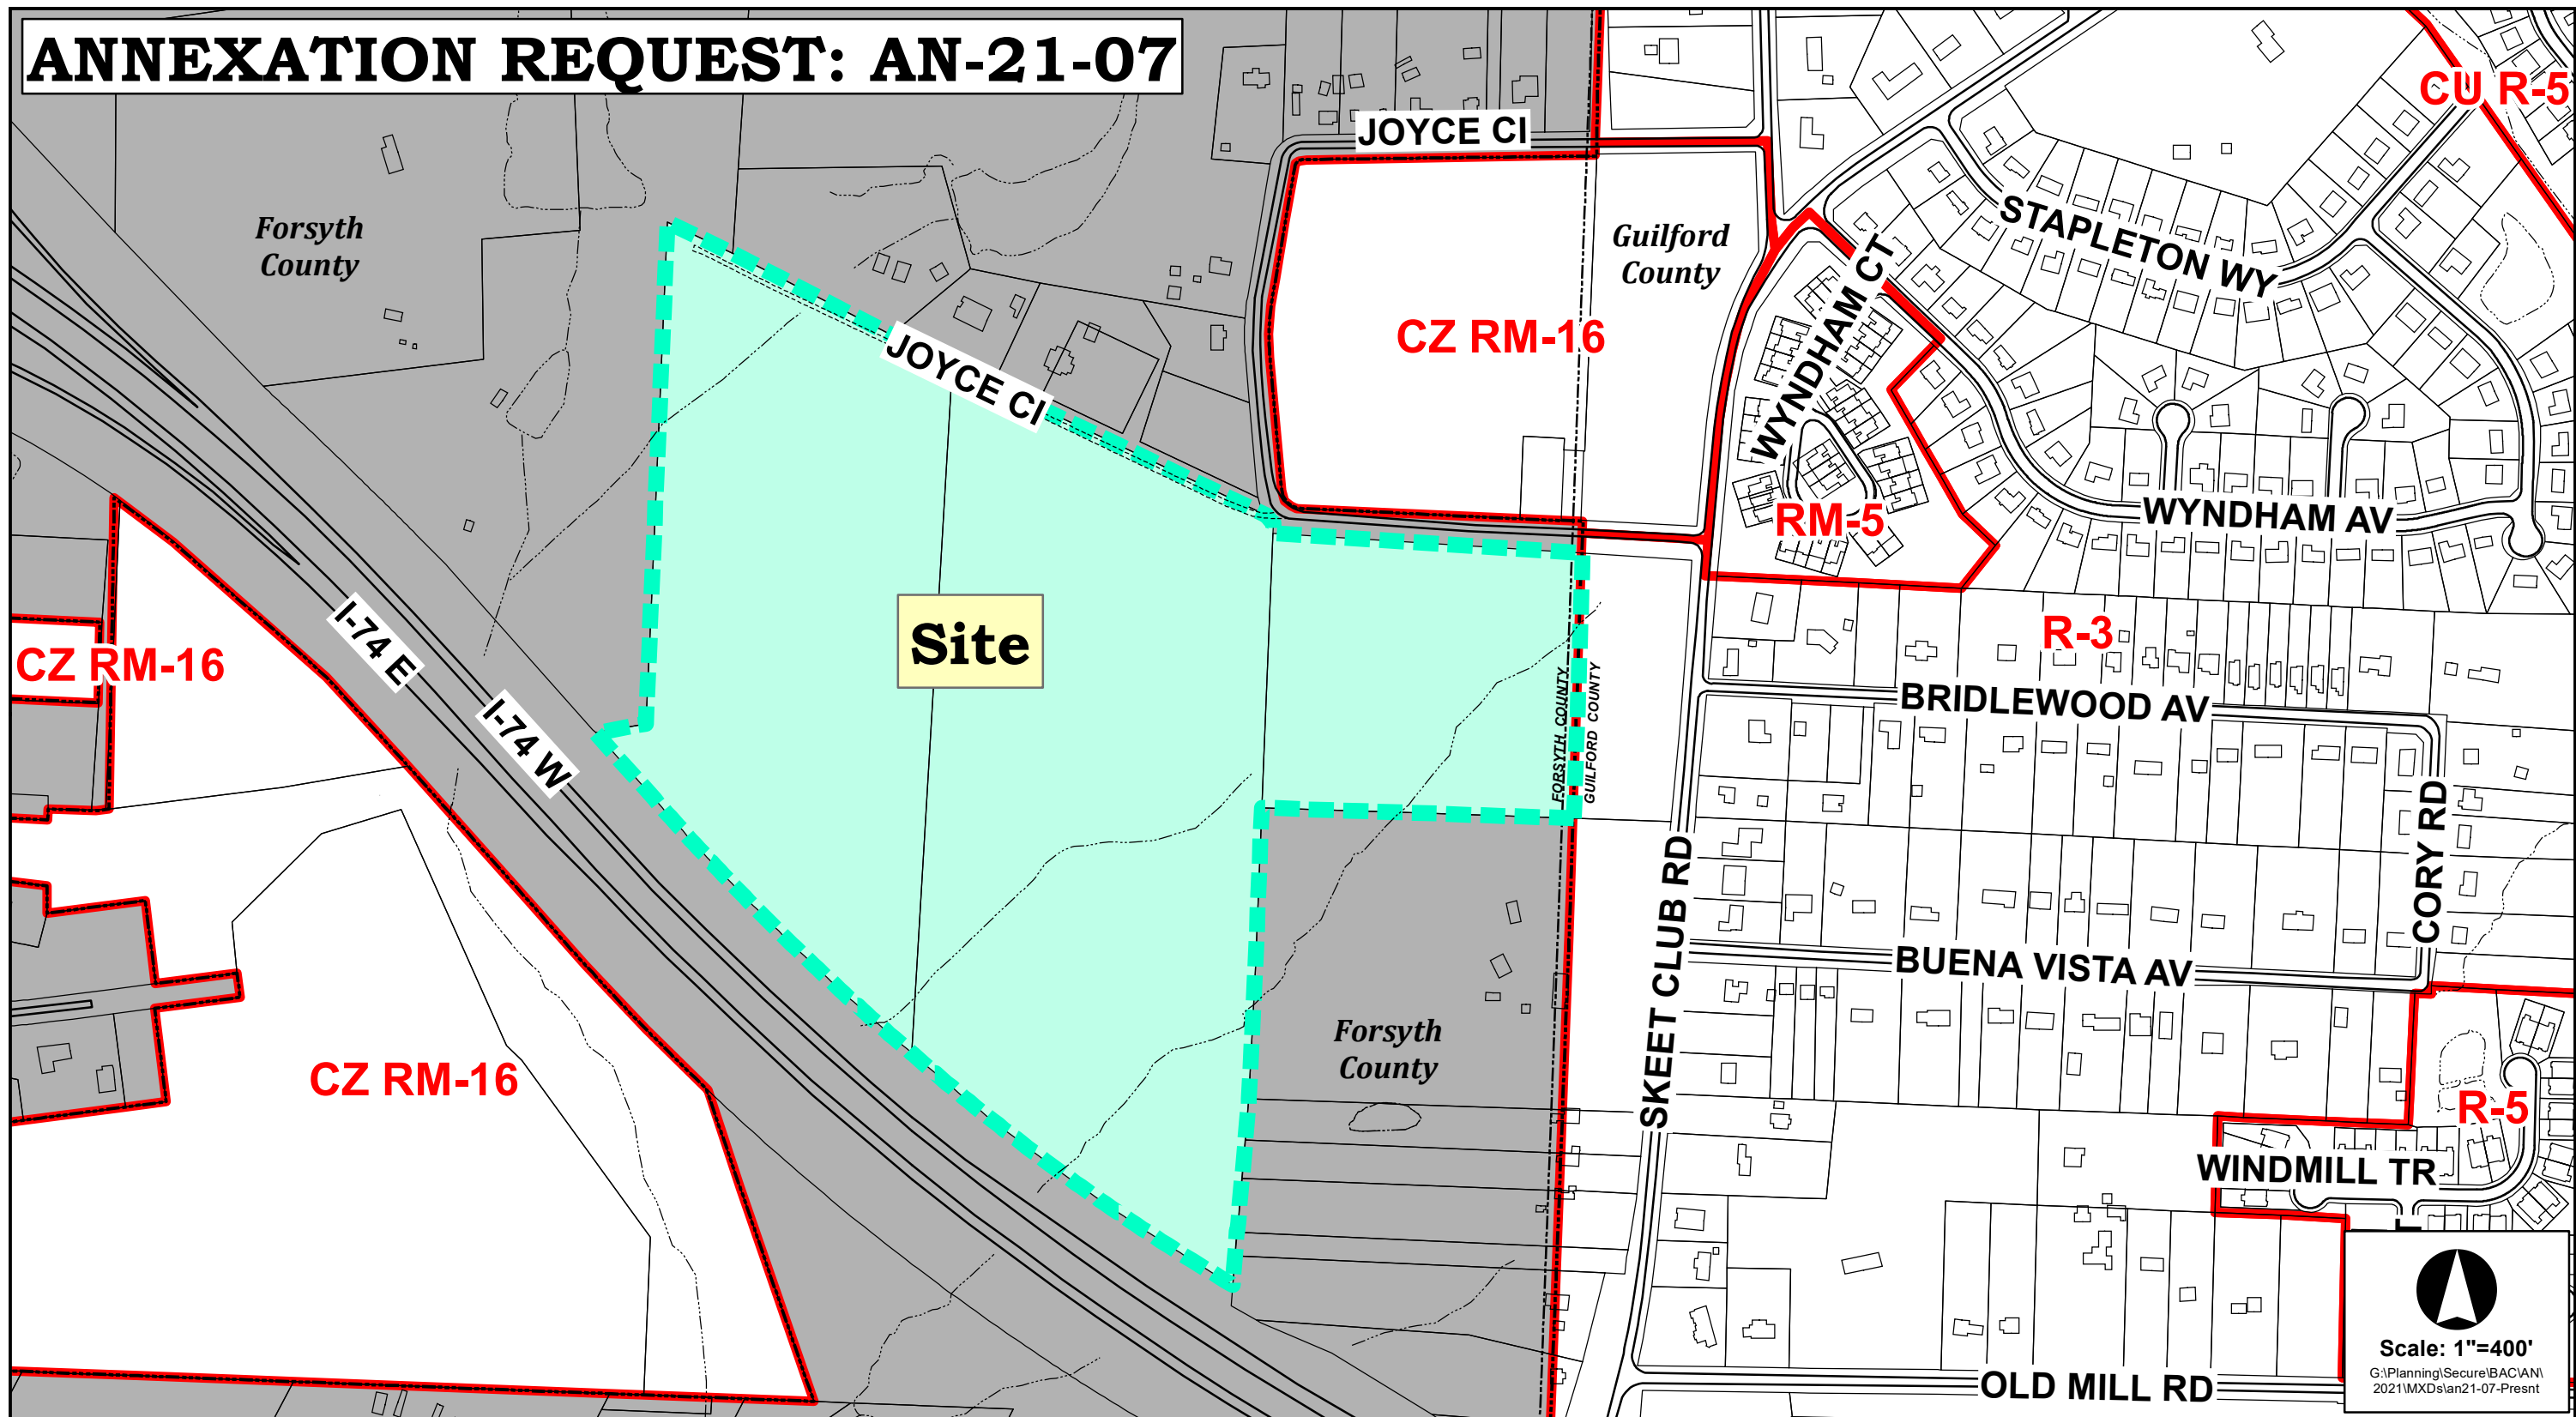 ANNEXATION REQUEST: AN-21-07
CU R-5
JOYCE CI
STAPLETON WY
Forsyth
County
Guilford
County
WYNDHAM CT
CZ RM-16
JOYCE CI
WYNDHAM AV
RM-5
I-74 E
Site
R-3
CZ RM-16
BRIDLEWOOD AV
I-74 W
FORSYTH COUNTY
GUILFORD COUNTY
CORY RD
SKEET CLUB RD
BUENA VISTA AV
Forsyth
County
CZ RM-16
R-5
WINDMILL TR
Scale: 1"=400'
G:\Planning\Secure\BAC\AN\
2021\MXDs\an21-07-Presnt
OLD MILL RD